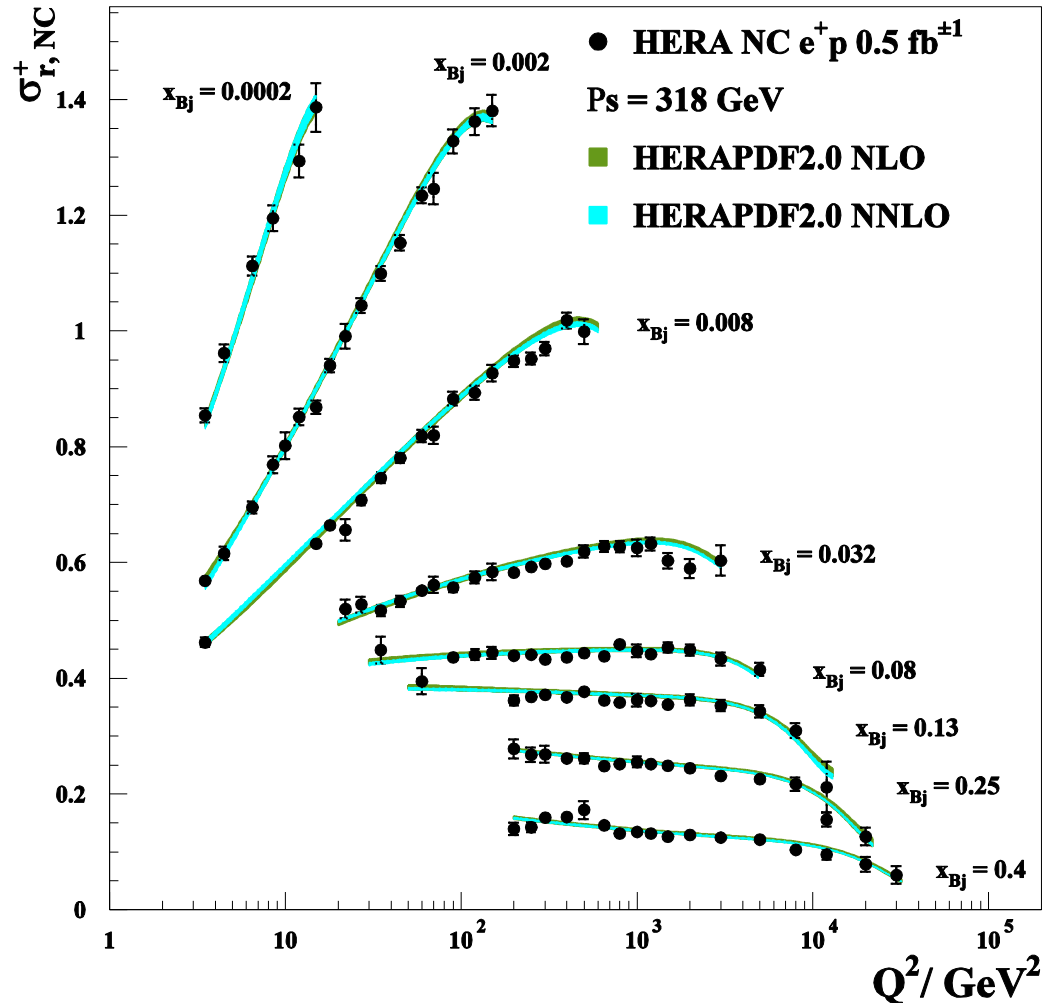 σ⁺r, NC
HERA NC e⁺p 0.5 fb±1
Ps = 318 GeV
HERAPDF2.0 NLO
HERAPDF2.0 NNLO
xBj = 0.0002
xBj = 0.002
xBj = 0.008
xBj = 0.032
xBj = 0.08
xBj = 0.13
xBj = 0.25
xBj = 0.4
1.4
1.2
1
0.8
0.6
0.4
0.2
0
1 10 10² 10³ 10⁴ 10⁵
Q²/ GeV²